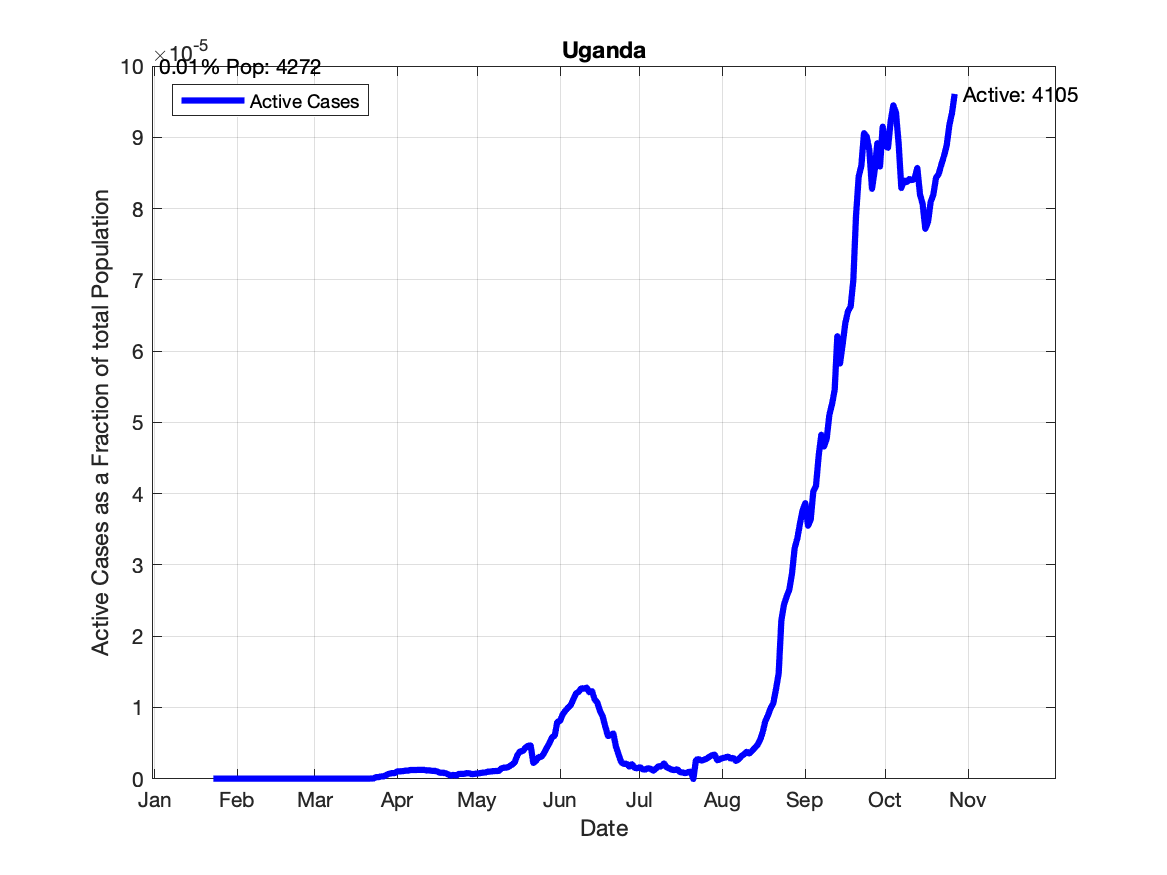 Uganda
×10-5
0.01% Pop: 4272
Active Cases
Active: 4105
Active Cases as a Fraction of total Population
10
9
8
7
6
5
4
3
2
1
0
Jan Feb Mar Apr May Jun Jul Aug Sep Oct Nov
Date